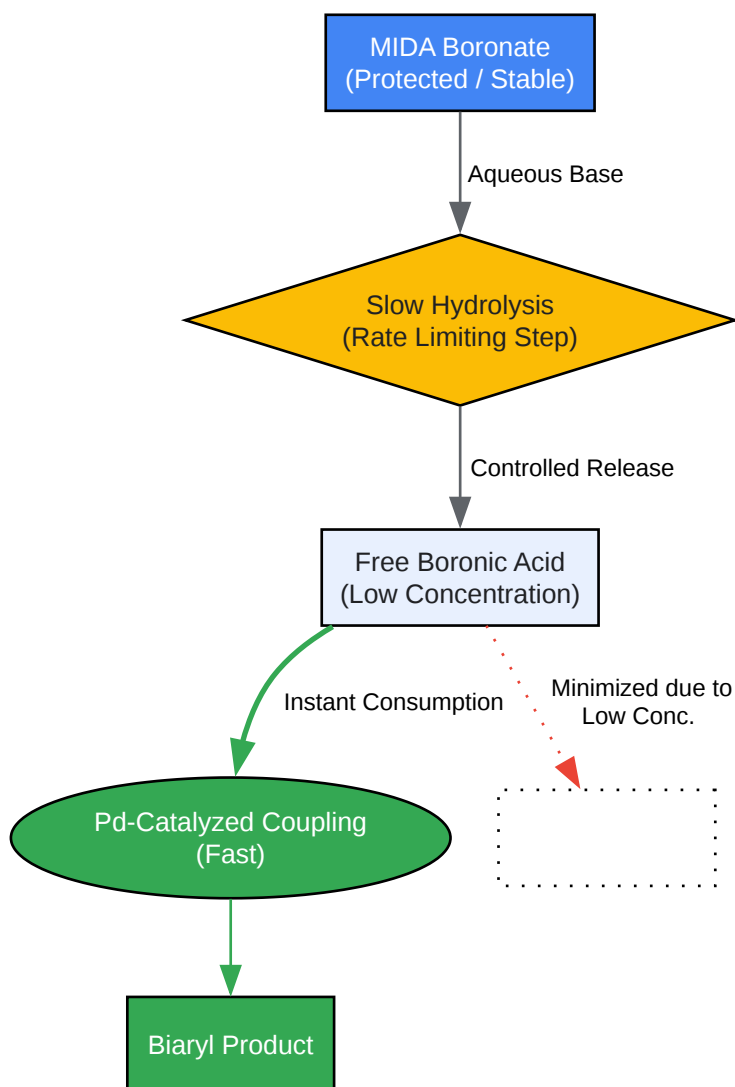 MIDA Boronate
(Protected / Stable)
Aqueous Base
Slow Hydrolysis
(Rate Limiting Step)
Controlled Release
Free Boronic Acid
(Low Concentration)
Instant Consumption
Minimized due to
Low Conc.
Pd-Catalyzed Coupling
(Fast)
Biaryl Product